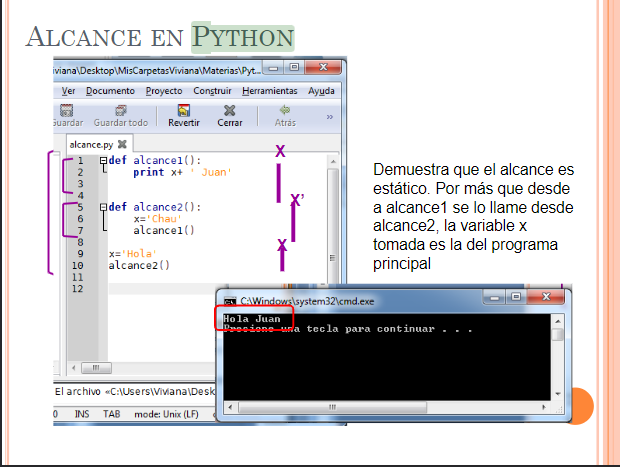 ALCANCE EN PYTHON
iviana\Desktop\MisCarpetasViviana\Materias\Pyt...
Ver Documento Proyecto Construir Herramientas Ayuda
Guardar Guardar todo Revertir Cerrar Atrás
alcance.py
1 def alcance1():
2 print x+ ' Juan'
3
4
5 def alcance2():
6 x='Chau'
7 alcance1()
8
9 x='Hola'
10 alcance2()
11
12
X
X'
X
Demuestra que el alcance es
estático. Por más que desde
a alcance1 se lo llame desde
alcance2, la variable x
tomada es la del programa
principal
C:\Windows\system32\cmd.exe
Hola Juan
Presione una tecla para continuar . . .
El archivo «C:\Users\Viviana\Desk
0 INS TAB mode: Unix (LF)